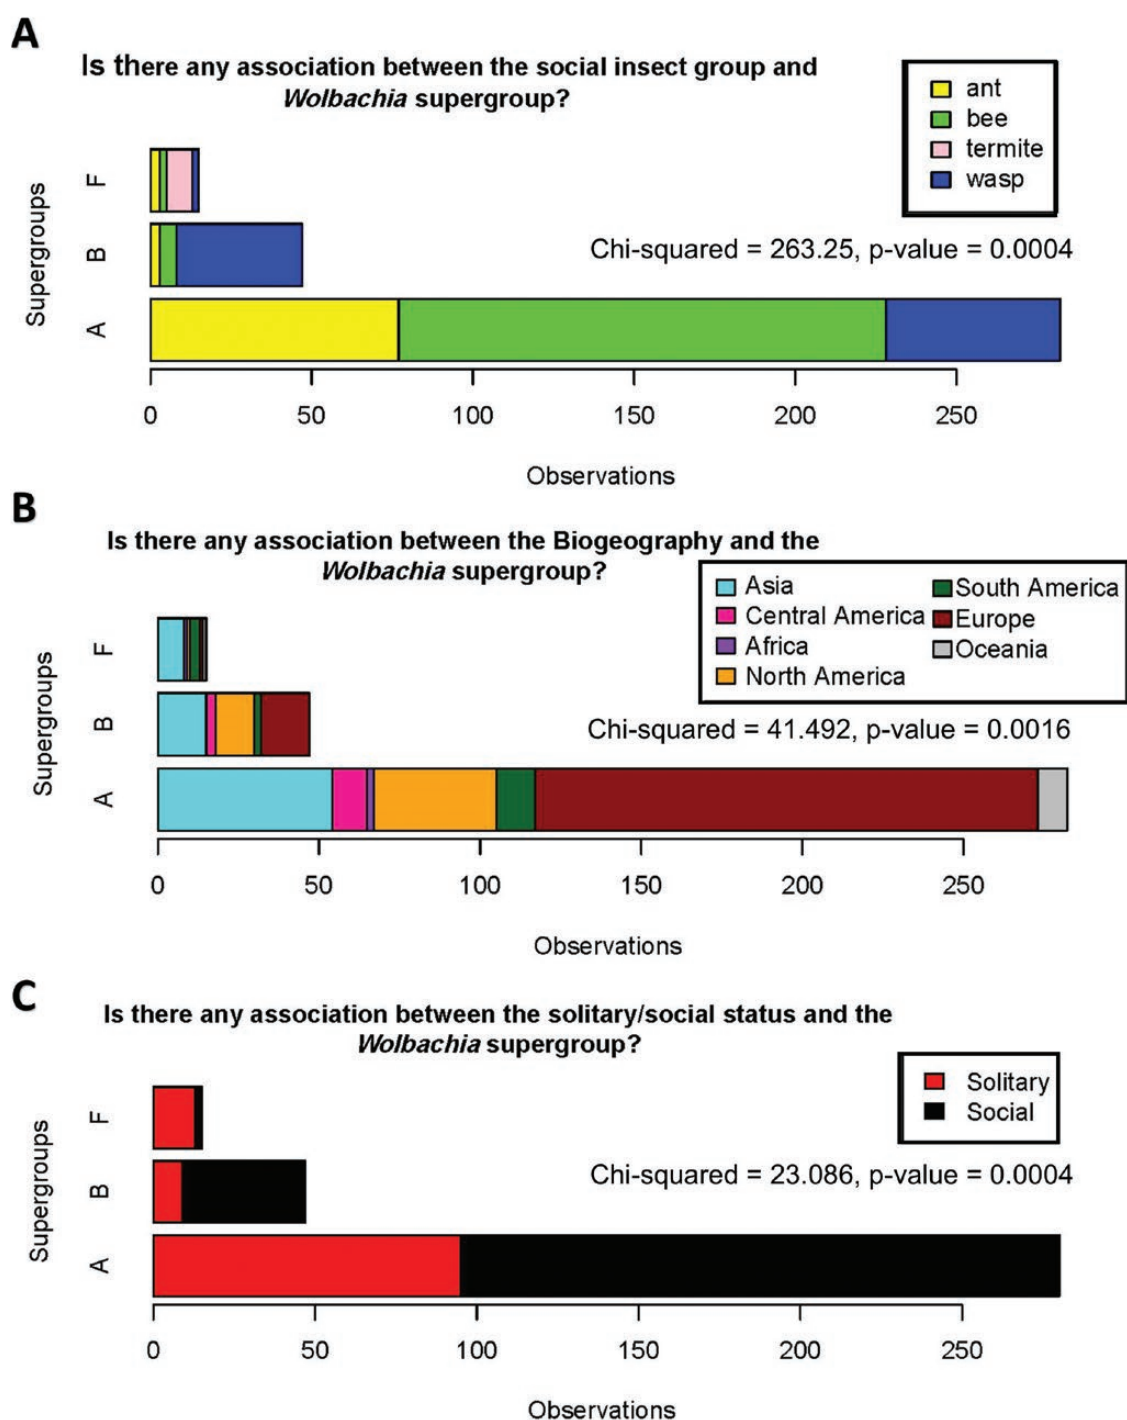 A
Is there any association between the social insect group and
Wolbachia supergroup?
ant
bee
termite
wasp
Supergroups
F
B
A
Chi-squared = 263.25, p-value = 0.0004
0 50 100 150 200 250
Observations
B
Is there any association between the Biogeography and the
Wolbachia supergroup?
Asia
Central America
Africa
North America
South America
Europe
Oceania
Supergroups
F
B
A
Chi-squared = 41.492, p-value = 0.0016
0 50 100 150 200 250
Observations
C
Is there any association between the solitary/social status and the
Wolbachia supergroup?
Solitary
Social
Supergroups
F
B
A
Chi-squared = 23.086, p-value = 0.0004
0 50 100 150 200 250
Observations